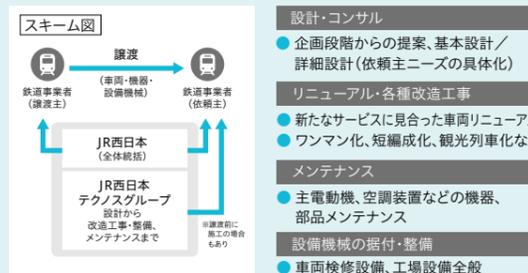 スキーム図
譲渡
(車両・機器・
設備機械)
鉄道事業者
(譲渡主)
鉄道事業者
(依頼主)
JR西日本
(全体統括)
JR西日本
テクノスグループ
設計から
改造工事・整備、
メンテナンスまで
※譲渡前に
施工の場合
もあり
設計・コンサル
● 企画段階からの提案、基本設計/
詳細設計(依頼主ニーズの具体化)
リニューアル・各種改造工事
● 新たなサービスに見合った車両リニューア
● ワンマン化、短編成化、観光列車化な
メンテナンス
● 主電動機、空調装置などの機器、
部品メンテナンス
設備機械の据付・整備
● 車両検修設備、工場設備全般